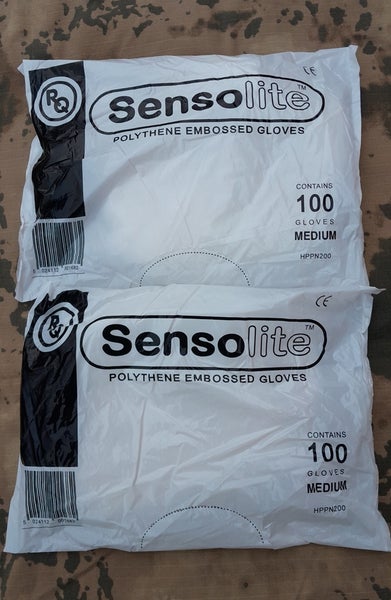 RQ
CE
Sensolite™
POLYTHENE EMBOSSED GLOVES
CONTAINS
100
GLOVES
MEDIUM
HPPN200
RQ
CE
Sensolite™
POLYTHENE EMBOSSED GLOVES
CONTAINS
100
GLOVES
MEDIUM
HPPN200